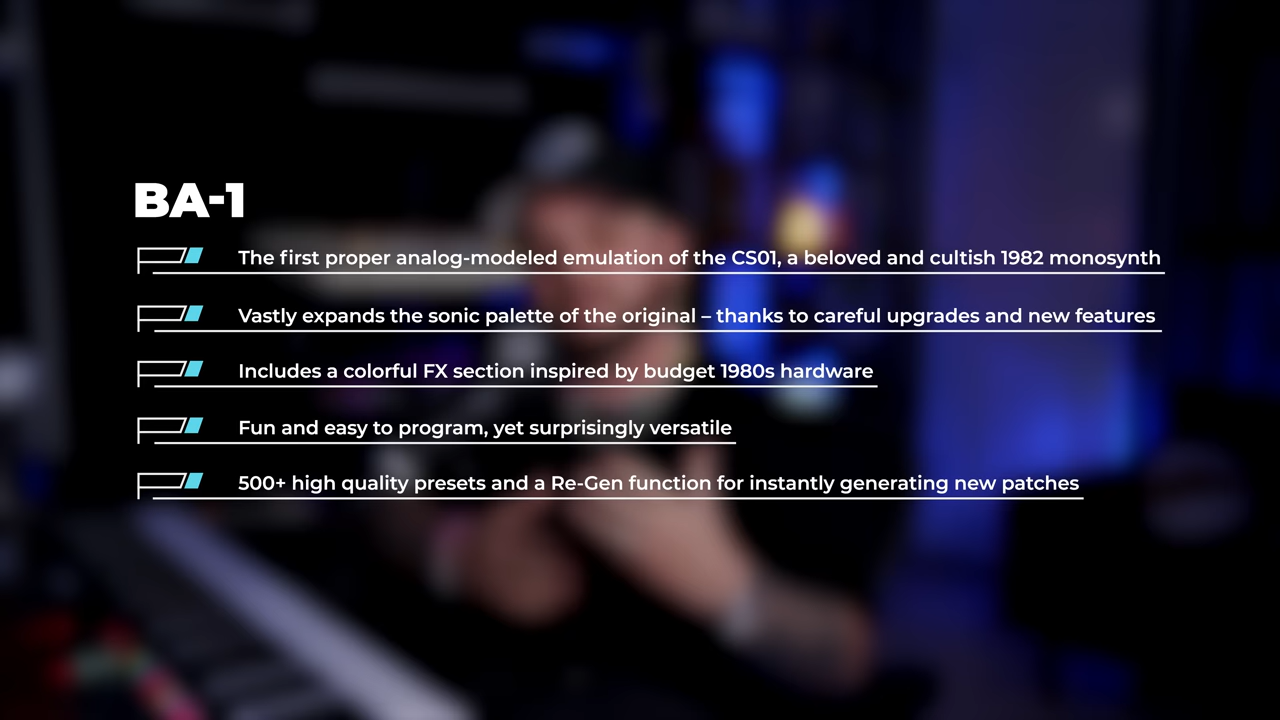 BA-1
The first proper analog-modeled emulation of the CS01, a beloved and cultish 1982 monosynth
Vastly expands the sonic palette of the original – thanks to careful upgrades and new features
Includes a colorful FX section inspired by budget 1980s hardware
Fun and easy to program, yet surprisingly versatile
500+ high quality presets and a Re-Gen function for instantly generating new patches